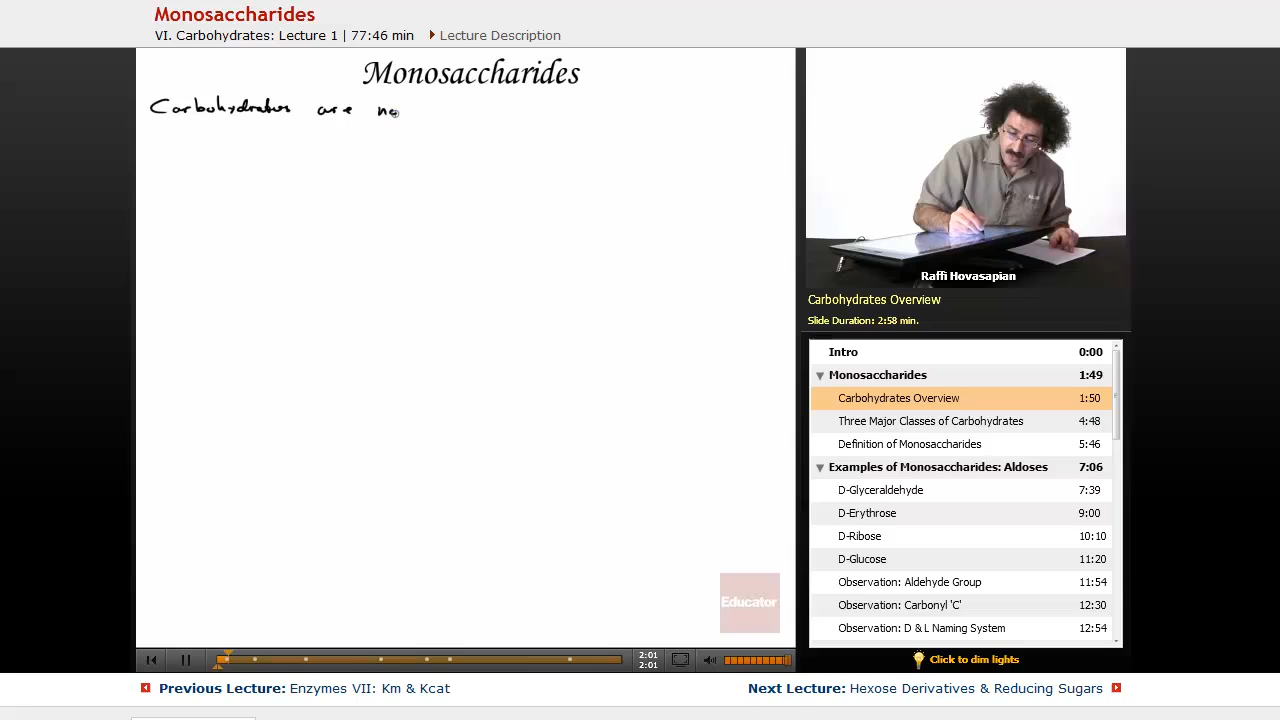 Monosaccharides
VI. Carbohydrates: Lecture 1 | 77:46 min Lecture Description
Monosaccharides
Carbohydrates are
Educator
Raffi Hovasapian
Carbohydrates Overview
Slide Duration: 2:58 min.
Intro 0:00
Monosaccharides 1:49
Carbohydrates Overview 1:50
Three Major Classes of Carbohydrates 4:48
Definition of Monosaccharides 5:46
Examples of Monosaccharides: Aldoses 7:06
D-Glyceraldehyde 7:39
D-Erythrose 9:00
D-Ribose 10:10
D-Glucose 11:20
Observation: Aldehyde Group 11:54
Observation: Carbonyl 'C' 12:30
Observation: D & L Naming System 12:54
2:01
2:01
Click to dim lights
Previous Lecture: Enzymes VII: Km & Kcat
Next Lecture: Hexose Derivatives & Reducing Sugars